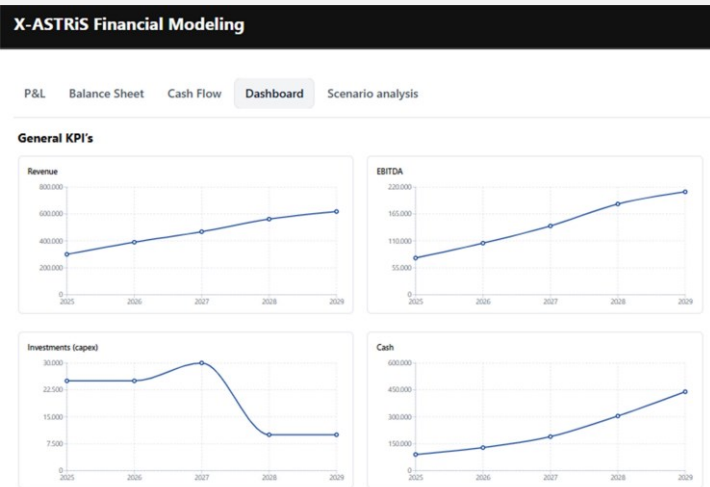 X-ASTRiS Financial Modeling
P&L Balance Sheet Cash Flow Dashboard Scenario analysis
General KPI's
Revenue
800.000
600.000
400.000
200.000
0
2025 2026 2027 2028 2029
EBITDA
220.000
165.000
110.000
55.000
0
2025 2026 2027 2028 2029
Investments (capex)
30.000
22.500
15.000
7.500
0
2025 2026 2027 2028 2029
Cash
600.000
450.000
300.000
150.000
0
2025 2026 2027 2028 2029